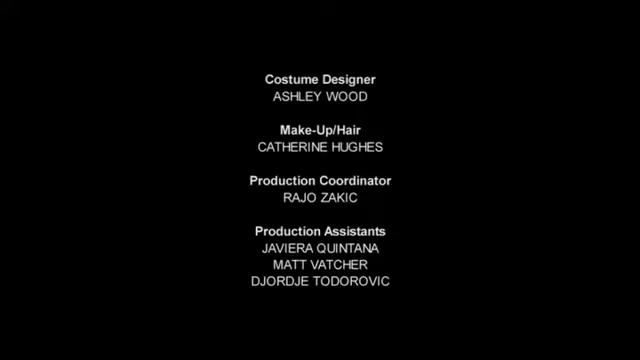 Costume Designer
ASHLEY WOOD
Make-Up/Hair
CATHERINE HUGHES
Production Coordinator
RAJO ZAKIC
Production Assistants
JAVIERA QUINTANA
MATT VATCHER
DJORDJE TODOROVIC